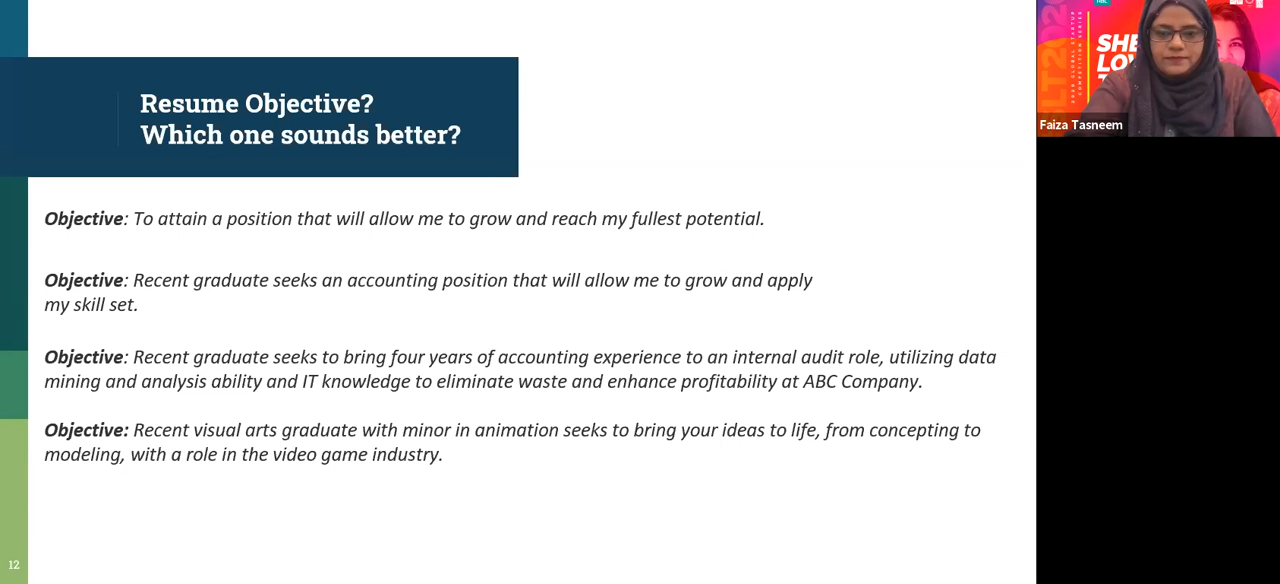 Resume Objective?
Which one sounds better?
Objective: To attain a position that will allow me to grow and reach my fullest potential.
Objective: Recent graduate seeks an accounting position that will allow me to grow and apply
my skill set.
Objective: Recent graduate seeks to bring four years of accounting experience to an internal audit role, utilizing data
mining and analysis ability and IT knowledge to eliminate waste and enhance profitability at ABC Company.
Objective: Recent visual arts graduate with minor in animation seeks to bring your ideas to life, from concepting to
modeling, with a role in the video game industry.
12
SHE
COMPETITION SERIES
Faiza Tasneem